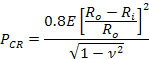 P_CR = 0.8E [(R_o − R_i)/R_o]^2 / √(1 − v^2)